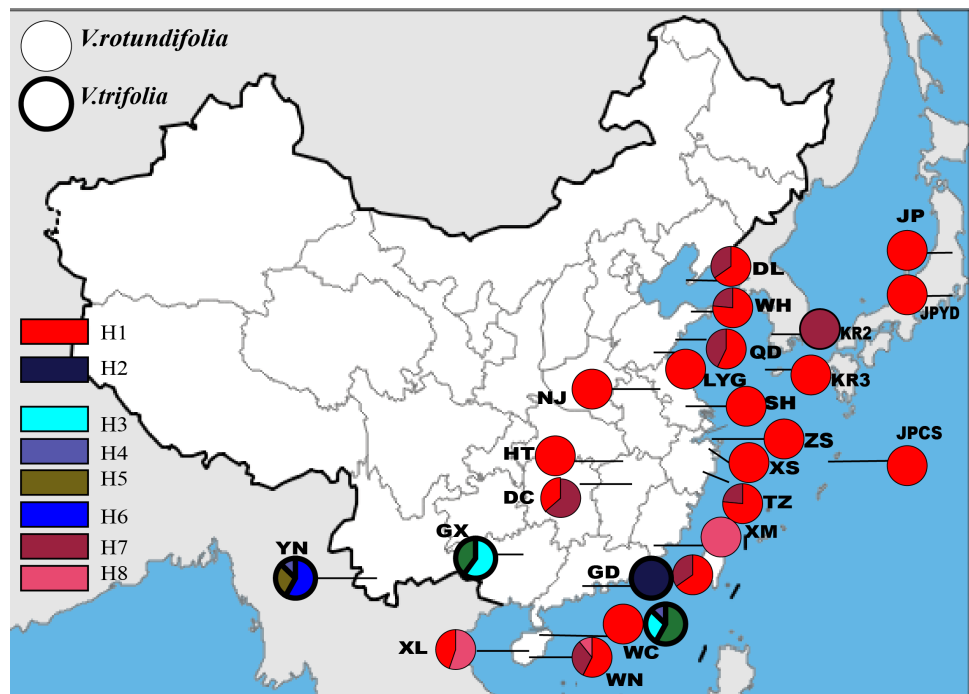 V.rotundifolia
V.trifolia
JP
DL
WH
JPYD
KR2
QD
LYG
KR3
NJ
SH
ZS
JPCS
HT
XS
DC
TZ
XM
GX
YN
GD
XL
WC
WN
H1
H2
H3
H4
H5
H6
H7
H8